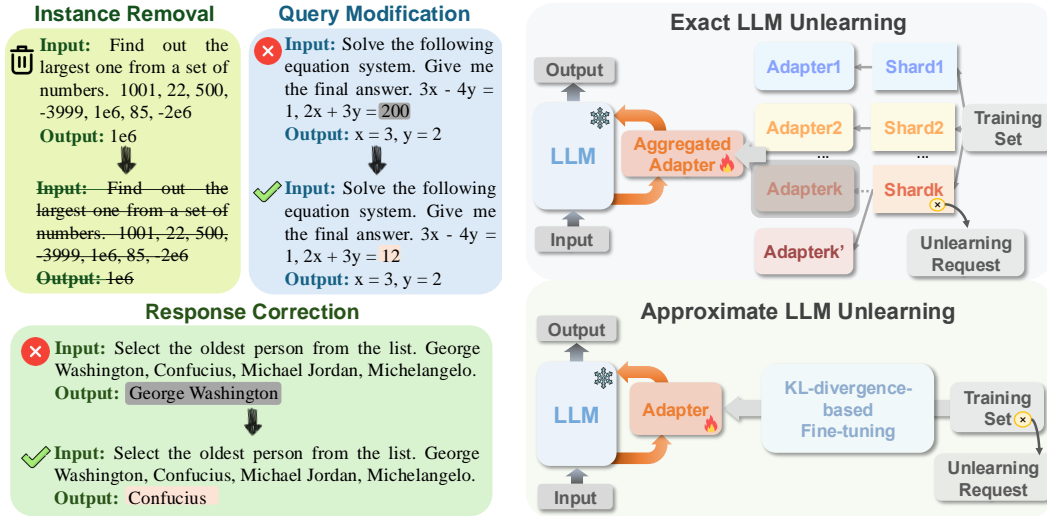 Instance Removal
Input: Find out the
largest one from a set of
numbers. 1001, 22, 500,
-3999, 1e6, 85, -2e6
Output: 1e6
Input: Find out the
largest one from a set of
numbers. 1001, 22, 500,
-3999, 1e6, 85, -2e6
Output: 1e6
Query Modification
Input: Solve the following
equation system. Give me
the final answer. 3x - 4y =
1, 2x + 3y = 200
Output: x = 3, y = 2
Input: Solve the following
equation system. Give me
the final answer. 3x - 4y =
1, 2x + 3y = 12
Output: x = 3, y = 2
Response Correction
Input: Select the oldest person from the list. George
Washington, Confucius, Michael Jordan, Michelangelo.
Output: George Washington
Input: Select the oldest person from the list. George
Washington, Confucius, Michael Jordan, Michelangelo.
Output: Confucius
Exact LLM Unlearning
Output
LLM
Input
Aggregated
Adapter
Adapter1
Shard1
Adapter2
Shard2
...
...
Adapterk
Shardk
Adapterk’
Training
Set
Unlearning
Request
Approximate LLM Unlearning
Output
LLM
Input
Adapter
KL-divergence-
based
Fine-tuning
Training
Set
Unlearning
Request